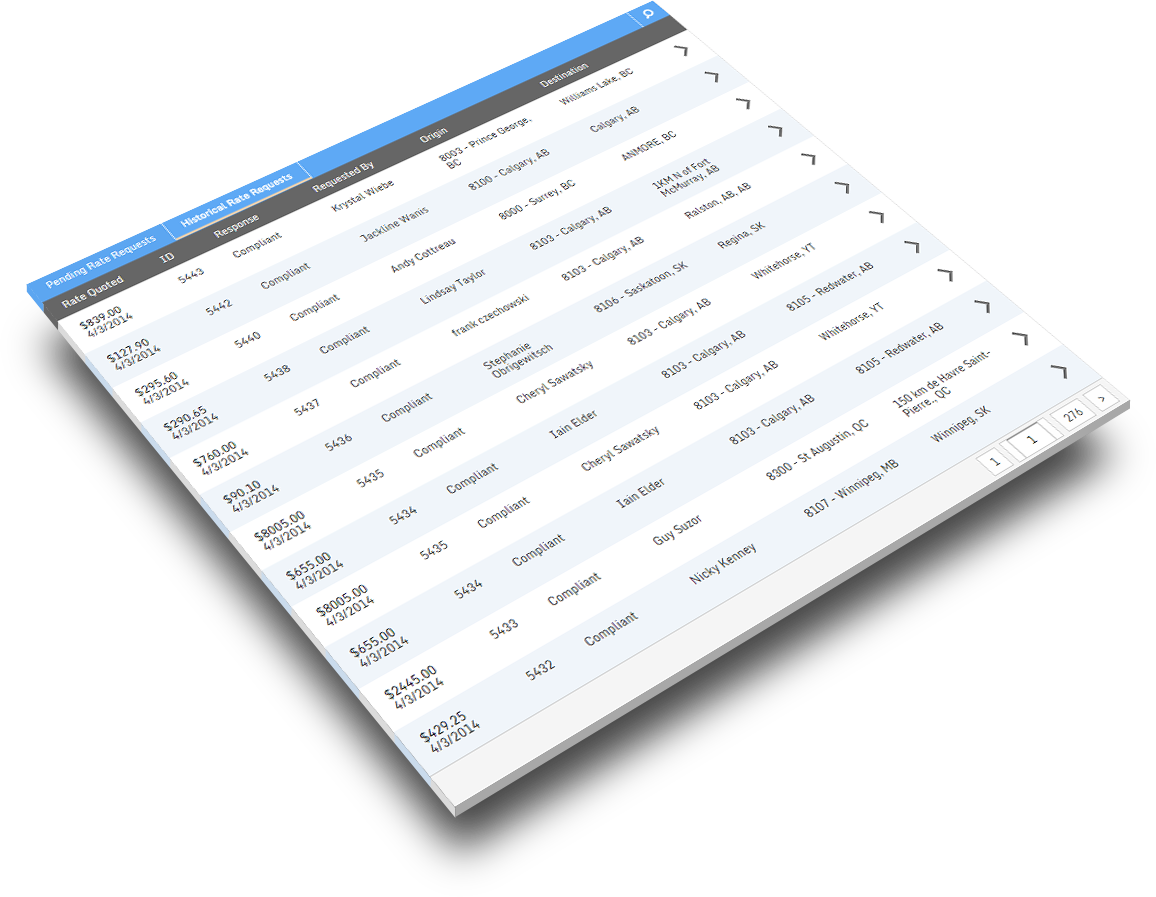 Pending Rate Requests Historical Rate Requests
Rate Quoted ID Response Requested By Origin Destination
$839.00 5443 Compliant Krystal Wiebe 8003 - Prince George, Williams Lake, BC
4/3/2014 BC
$127.90 5442 Compliant Jackline Wanis 8100 - Calgary, AB Calgary, AB
4/3/2014
$295.60 5440 Compliant Andy Cottreau 8000 - Surrey, BC ANMORE, BC
4/3/2014
$290.65 5438 Compliant Lindsay Taylor 8103 - Calgary, AB 1KM N of Fort
4/3/2014 McMurray, AB
$760.00 5437 Compliant frank czechowski 8103 - Calgary, AB Ralston, AB, AB
4/3/2014
$90.10 5436 Compliant Stephanie 8106 - Saskatoon, SK Regina, SK
4/3/2014 Obrigewitsch
$8005.00 5435 Compliant Cheryl Sawatsky 8103 - Calgary, AB Whitehorse, YT
4/3/2014
$655.00 5434 Compliant Iain Elder 8103 - Calgary, AB 8105 - Redwater, AB
4/3/2014
$8005.00 5435 Compliant Cheryl Sawatsky 8103 - Calgary, AB Whitehorse, YT
4/3/2014
$655.00 5434 Compliant Iain Elder 8103 - Calgary, AB 8105 - Redwater, AB
4/3/2014
$2445.00 5433 Compliant Guy Suzor 8300 - St Augustin, QC 150 km de Havre Saint-
4/3/2014 Pierre,, QC
$429.25 5432 Compliant Nicky Kenney 8107 - Winnipeg, MB Winnipeg, SK
4/3/2014
1 1 276 >